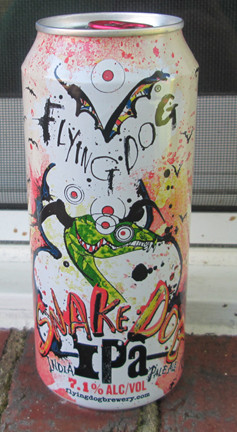 FLYING DOG
SNAKE DOG
INDIA IPa PALE ALE
7.1% ALC/VOL
flyingdogbrewery.com